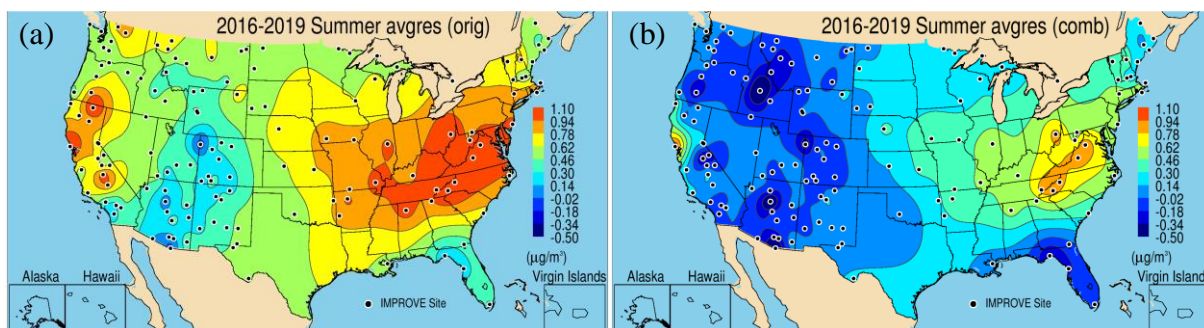 (a)
2016-2019 Summer avgres (orig)
1.10
0.94
0.78
0.62
0.46
0.30
0.14
-0.02
-0.18
-0.34
-0.50
(µg/m³)
Alaska
Hawaii
IMPROVE Site
Virgin Islands
(b)
2016-2019 Summer avgres (comb)
1.10
0.94
0.78
0.62
0.46
0.30
0.14
-0.02
-0.18
-0.34
-0.50
(µg/m³)
Alaska
Hawaii
IMPROVE Site
Virgin Islands